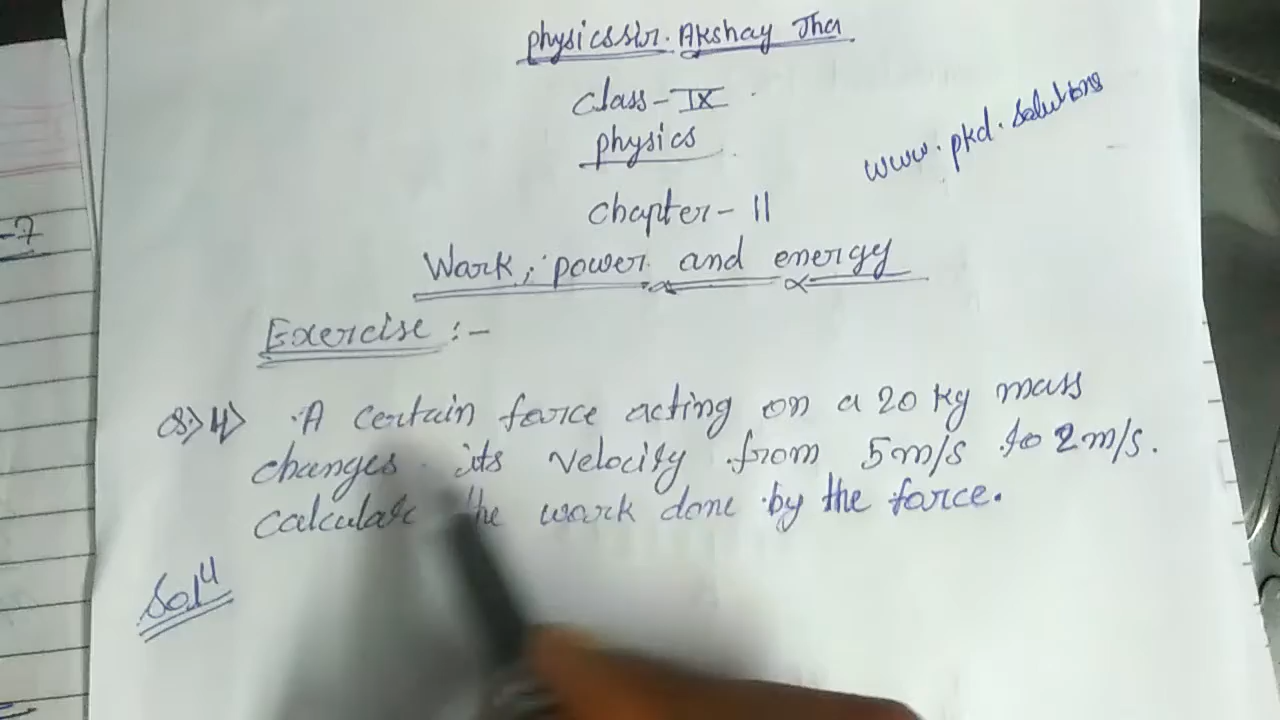 physicssir. Akshay Jha
Class-IX
physics
www.pkd.solutions
Chapter-11
Work, power and energy
Exercise :-
-7
Q>4> A certain force acting on a 20 kg mass
changes its velocity from 5m/s to 2m/s.
calculate the work done by the force.
Sol